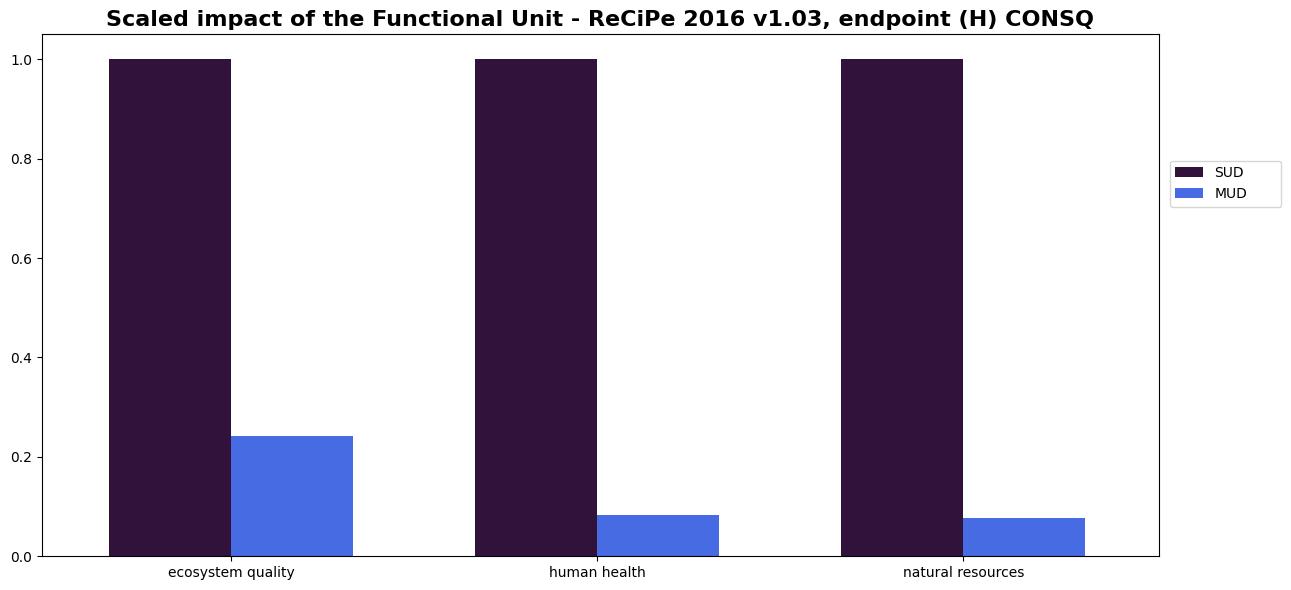 Scaled impact of the Functional Unit - ReCiPe 2016 v1.03, endpoint (H) CONSQ
1.0
0.8
0.6
0.4
0.2
0.0
ecosystem quality
human health
natural resources
SUD
MUD